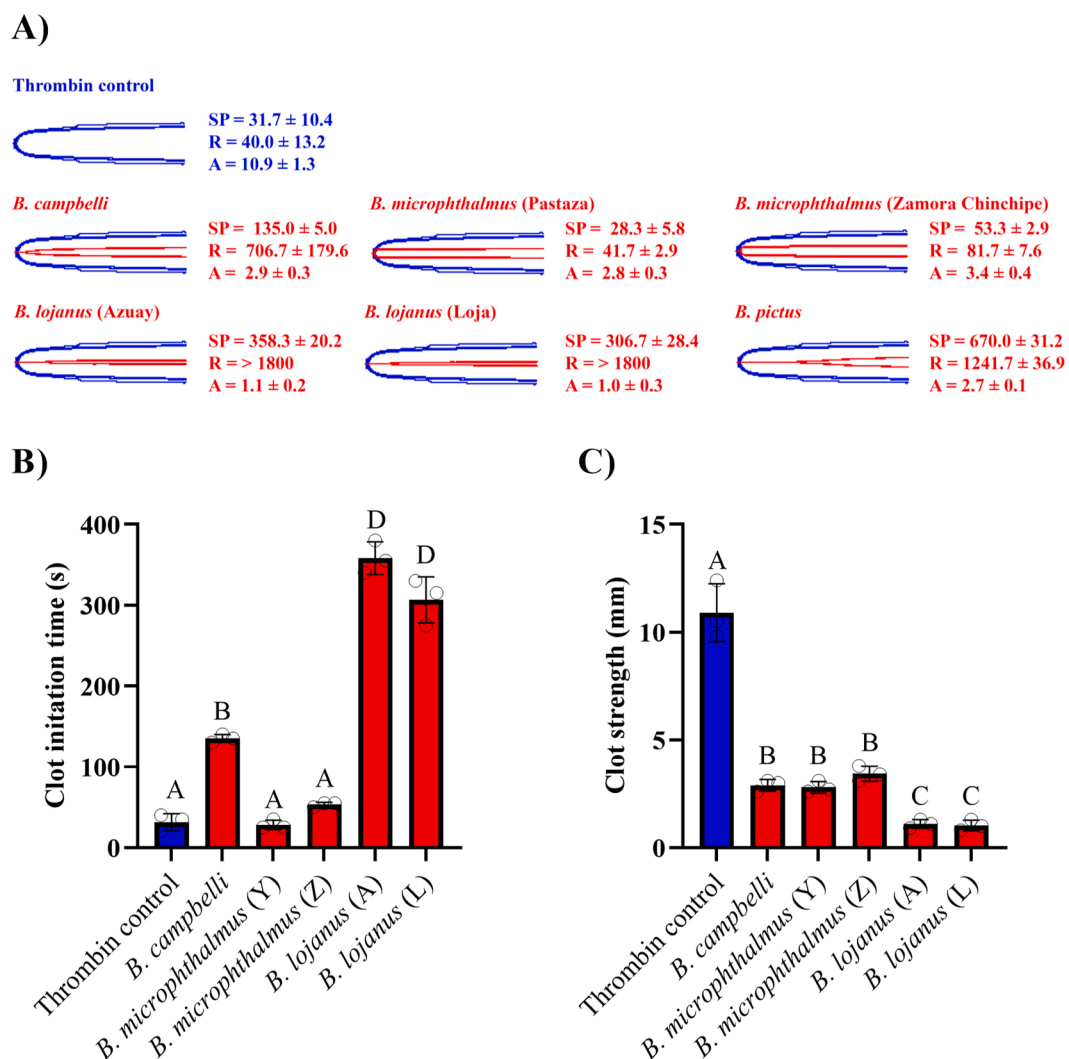 A)
Thrombin control
SP = 31.7 ± 10.4
R = 40.0 ± 13.2
A = 10.9 ± 1.3
B. campbelli
SP = 135.0 ± 5.0
R = 706.7 ± 179.6
A = 2.9 ± 0.3
B. microphthalmus (Pastaza)
SP = 28.3 ± 5.8
R = 41.7 ± 2.9
A = 2.8 ± 0.3
B. microphthalmus (Zamora Chinchipe)
SP = 53.3 ± 2.9
R = 81.7 ± 7.6
A = 3.4 ± 0.4
B. lojanus (Azuay)
SP = 358.3 ± 20.2
R = > 1800
A = 1.1 ± 0.2
B. lojanus (Loja)
SP = 306.7 ± 28.4
R = > 1800
A = 1.0 ± 0.3
B. pictus
SP = 670.0 ± 31.2
R = 1241.7 ± 36.9
A = 2.7 ± 0.1
B)
Clot initation time (s)
400
300
200
100
0
A
B
A
A
D
D
Thrombin control
B. campbelli
B. microphthalmus (Y)
B. microphthalmus (Z)
B. lojanus (A)
B. lojanus (L)
C)
Clot strength (mm)
15
10
5
0
A
B
B
B
C
C
Thrombin control
B. campbelli
B. microphthalmus (Y)
B. microphthalmus (Z)
B. lojanus (A)
B. lojanus (L)